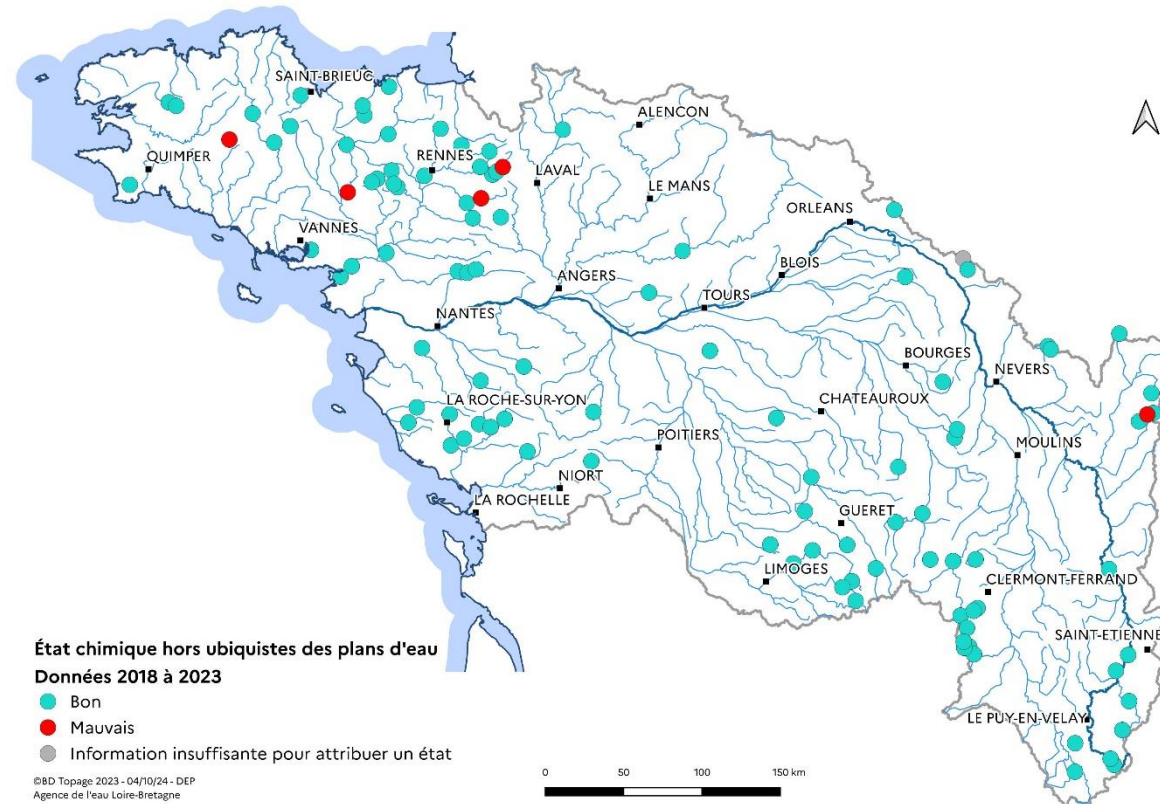 SAINT-BRIEUC
ALENCON
QUIMPER
RENNES
LAVAL
LE MANS
ORLEANS
VANNES
BLOIS
ANGERS
TOURS
NANTES
BOURGES
NEVERS
LA ROCHE-SUR-YON
CHATEAUROUX
POITIERS
MOULINS
NIORT
LA ROCHELLE
GUERET
LIMOGES
CLERMONT-FERRAND
SAINT-ETIENNE
LE PUY-EN-VELAY
État chimique hors ubiquistes des plans d'eau
Données 2018 à 2023
Bon
Mauvais
Information insuffisante pour attribuer un état
©BD Topage 2023 - 04/10/24 - DEP
Agence de l'eau Loire-Bretagne
0 50 100 150 km